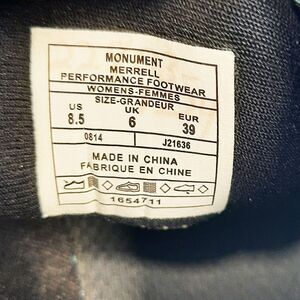 MONUMENT
MERRELL
PERFORMANCE FOOTWEAR
WOMENS-FEMMES
SIZE-GRANDEUR
US UK EUR
8.5 6 39
0814 J21636
MADE IN CHINA
FABRIQUE EN CHINE
1654711